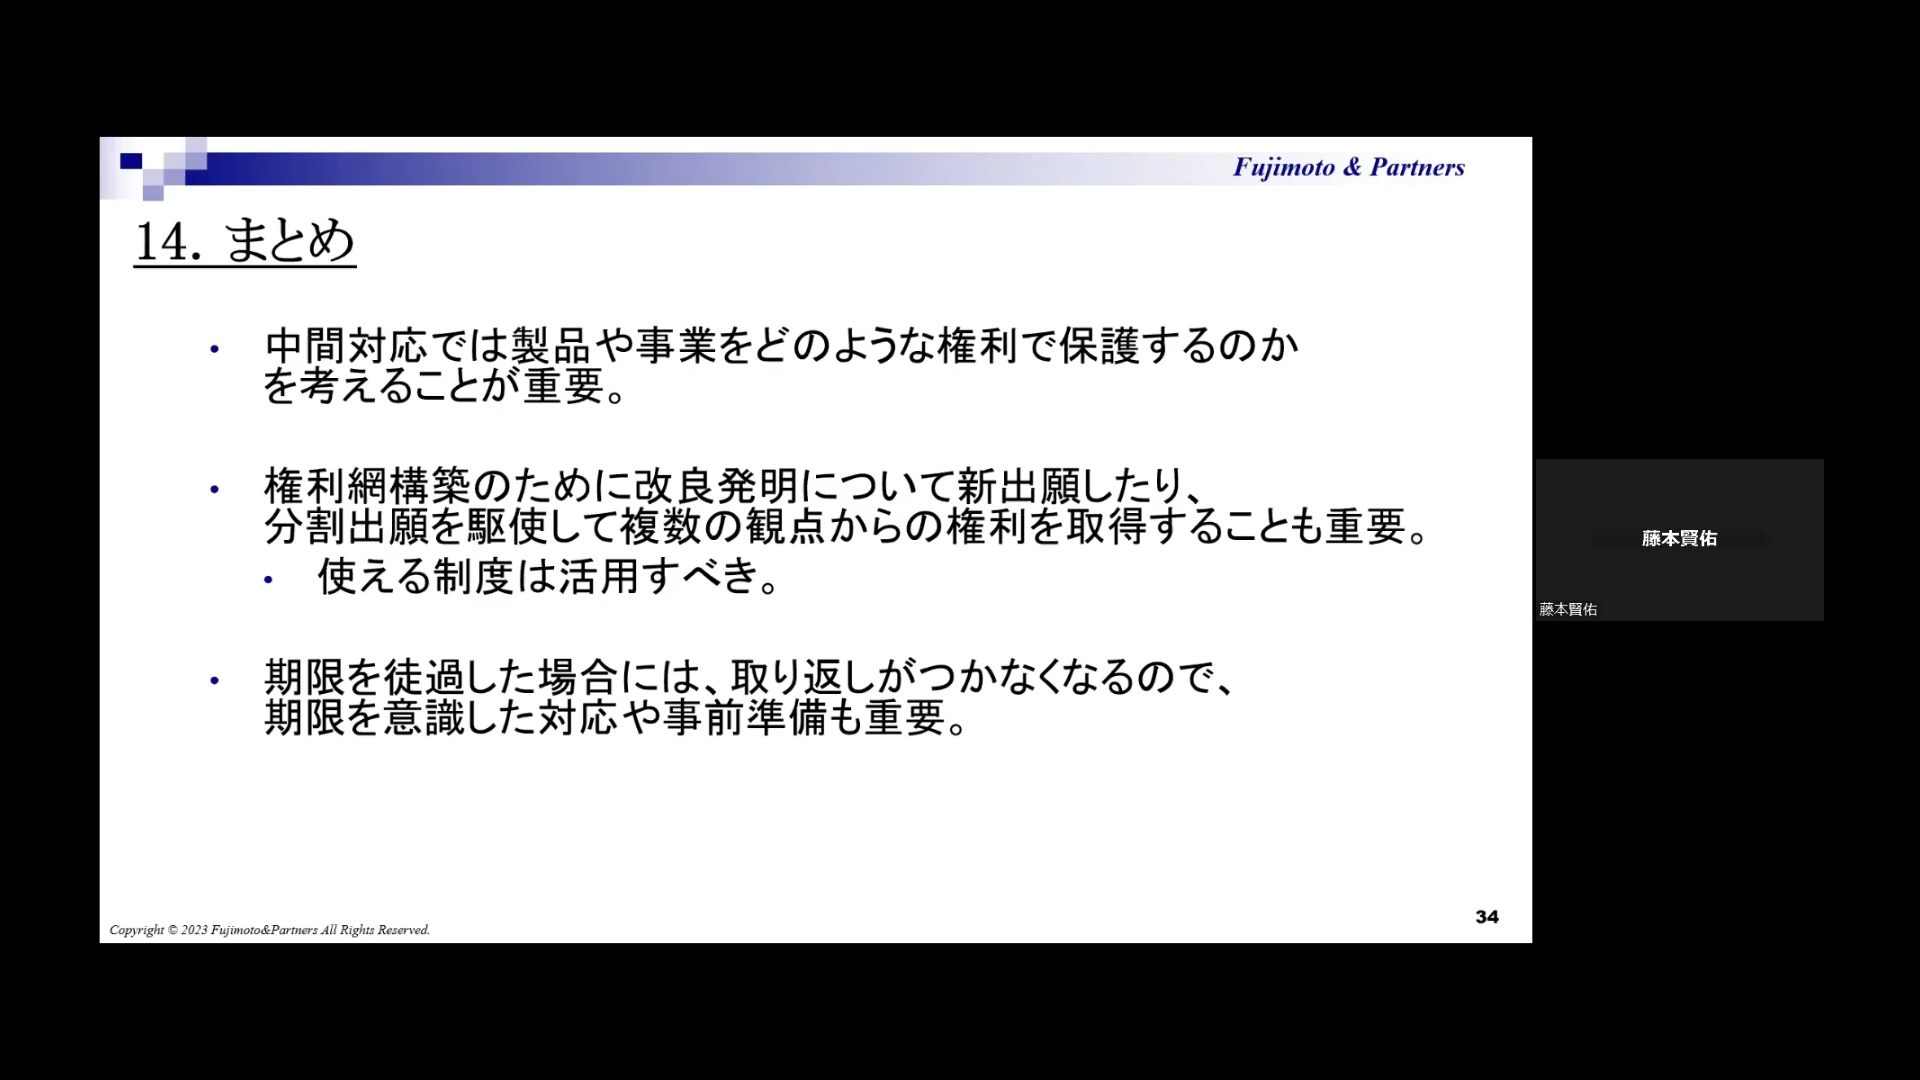 Fujimoto & Partners
14. まとめ
• 中間対応では製品や事業をどのような権利で保護するのか
を考えることが重要。
• 権利網構築のために改良発明について新出願したり、
分割出願を駆使して複数の観点からの権利を取得することも重要。
• 使える制度は活用すべき。
• 期限を徒過した場合には、取り返しがつかなくなるので、
期限を意識した対応や事前準備も重要。
Copyright © 2023 Fujimoto&Partners All Rights Reserved.
34
藤本賢佑
藤本賢佑